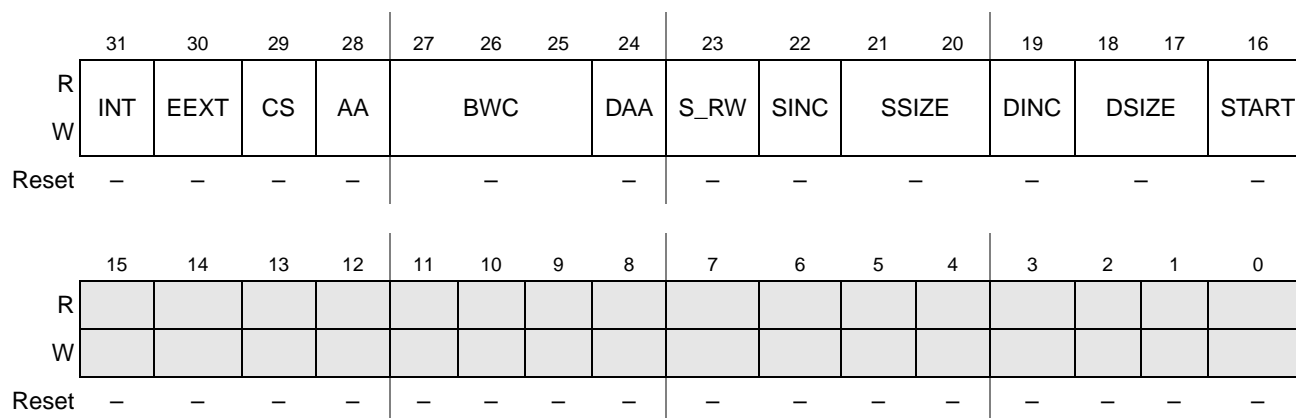 31 30 29 28 27 26 25 24 23 22 21 20 19 18 17 16
R
INT EEXT CS AA BWC DAA S_RW SINC SSIZE DINC DSIZE START
W
Reset – – – – – – – – – – – –
15 14 13 12 11 10 9 8 7 6 5 4 3 2 1 0
R
W
Reset – – – – – – – – – – – – – – – –